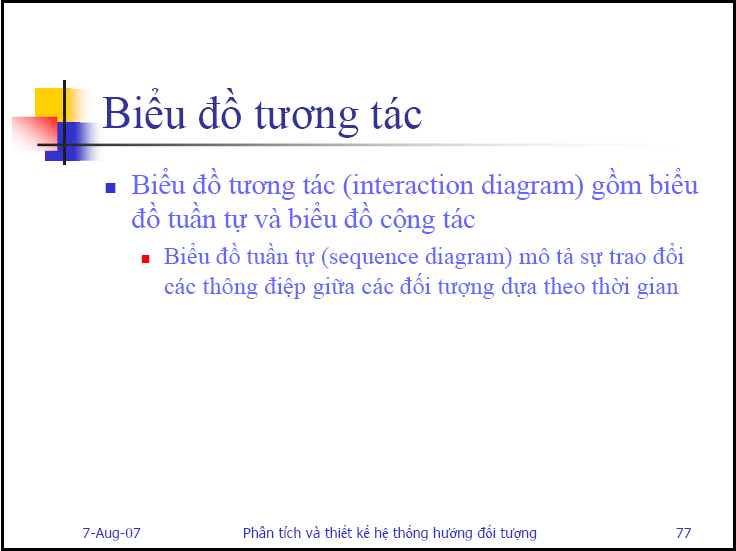 Biểu đồ tương tác
Biểu đồ tương tác (interaction diagram) gồm biểu
đồ tuần tự và biểu đồ cộng tác
Biểu đồ tuần tự (sequence diagram) mô tả sự trao đổi
các thông điệp giữa các đối tượng dựa theo thời gian
7-Aug-07 Phân tích và thiết kế hệ thống hướng đối tượng 77